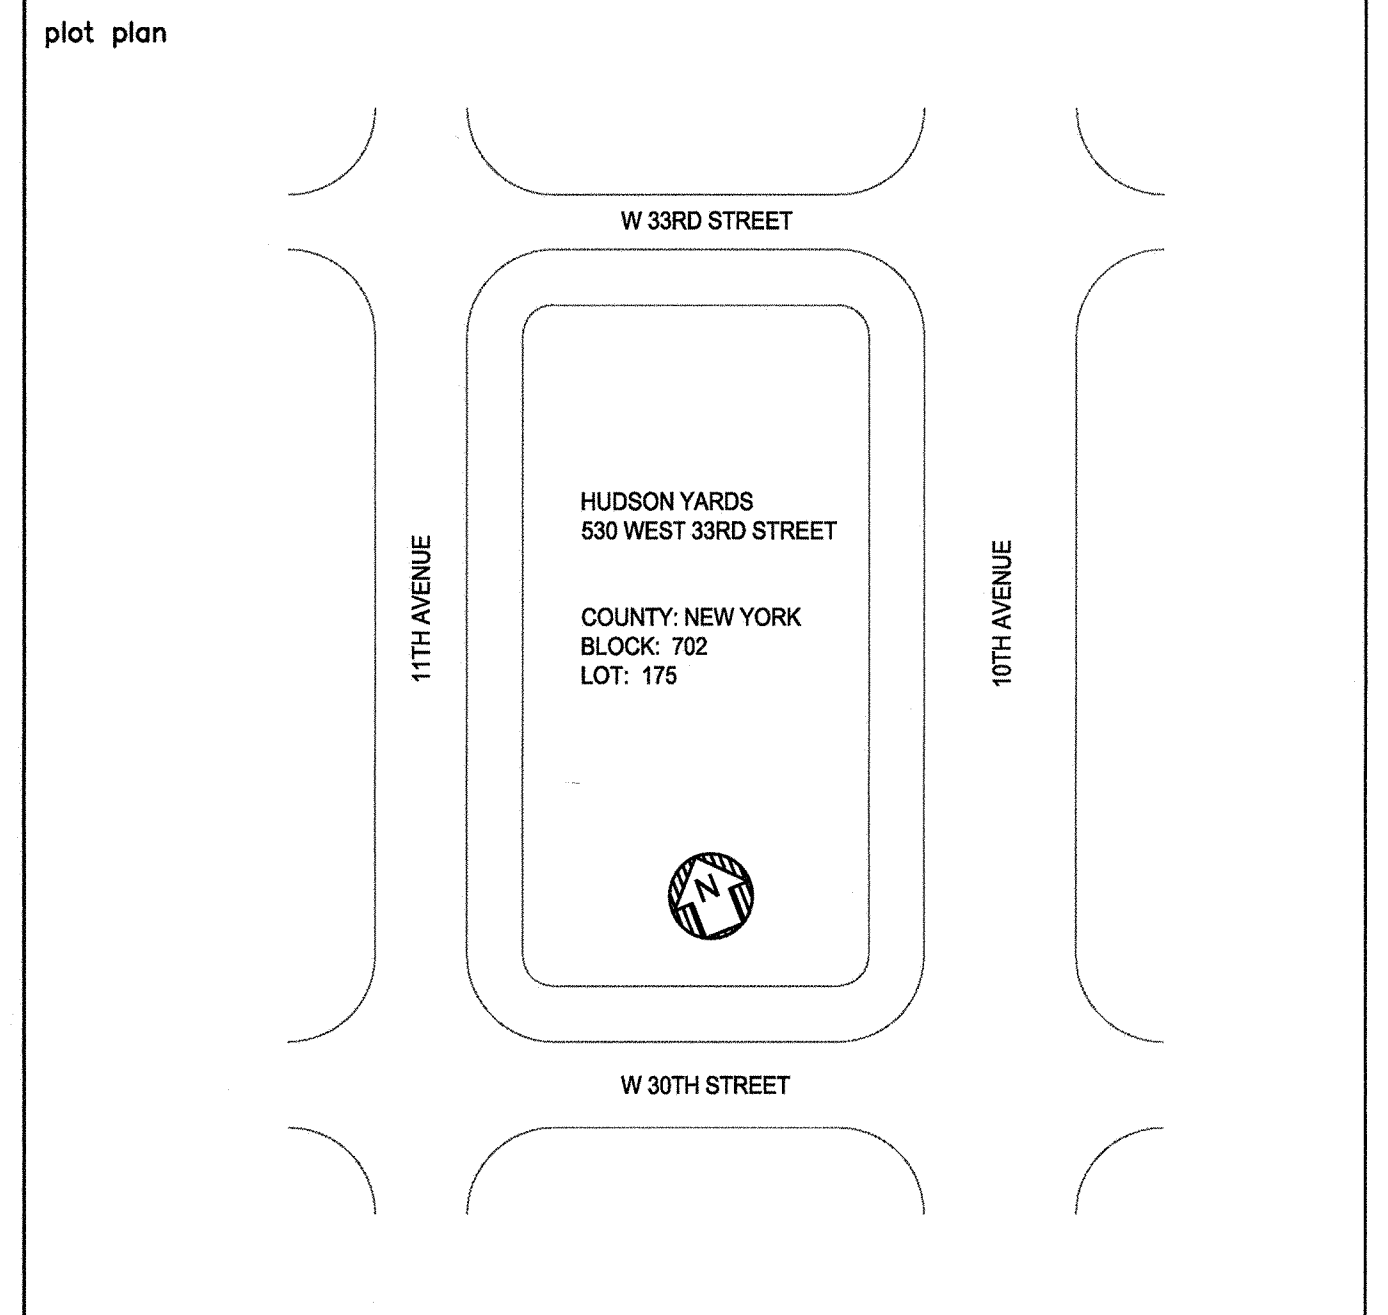 plot plan
W 33RD STREET
HUDSON YARDS
530 WEST 33RD STREET
11TH AVENUE
10TH AVENUE
COUNTY: NEW YORK
BLOCK: 702
LOT: 175
N
W 30TH STREET